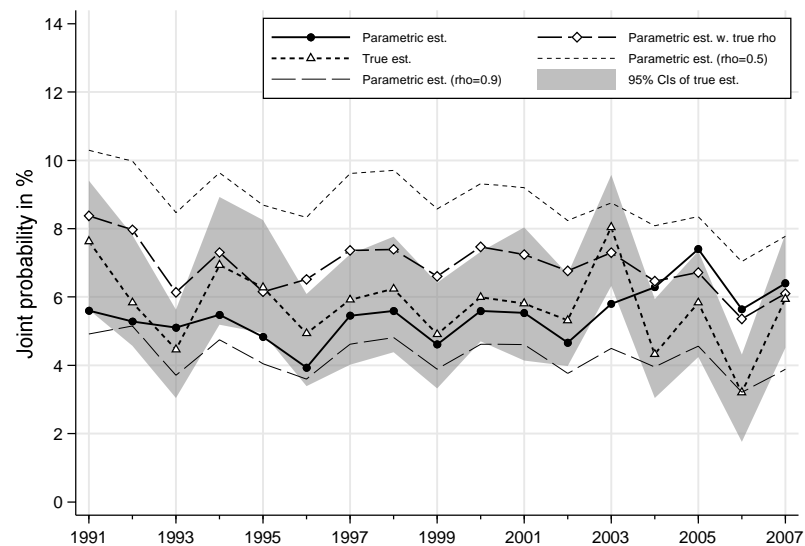 Parametric est.
Parametric est. w. true rho
True est.
Parametric est. (rho=0.5)
Parametric est. (rho=0.9)
95% CIs of true est.
Joint probability in %
14
12
10
8
6
4
2
0
1991 1993 1995 1997 1999 2001 2003 2005 2007